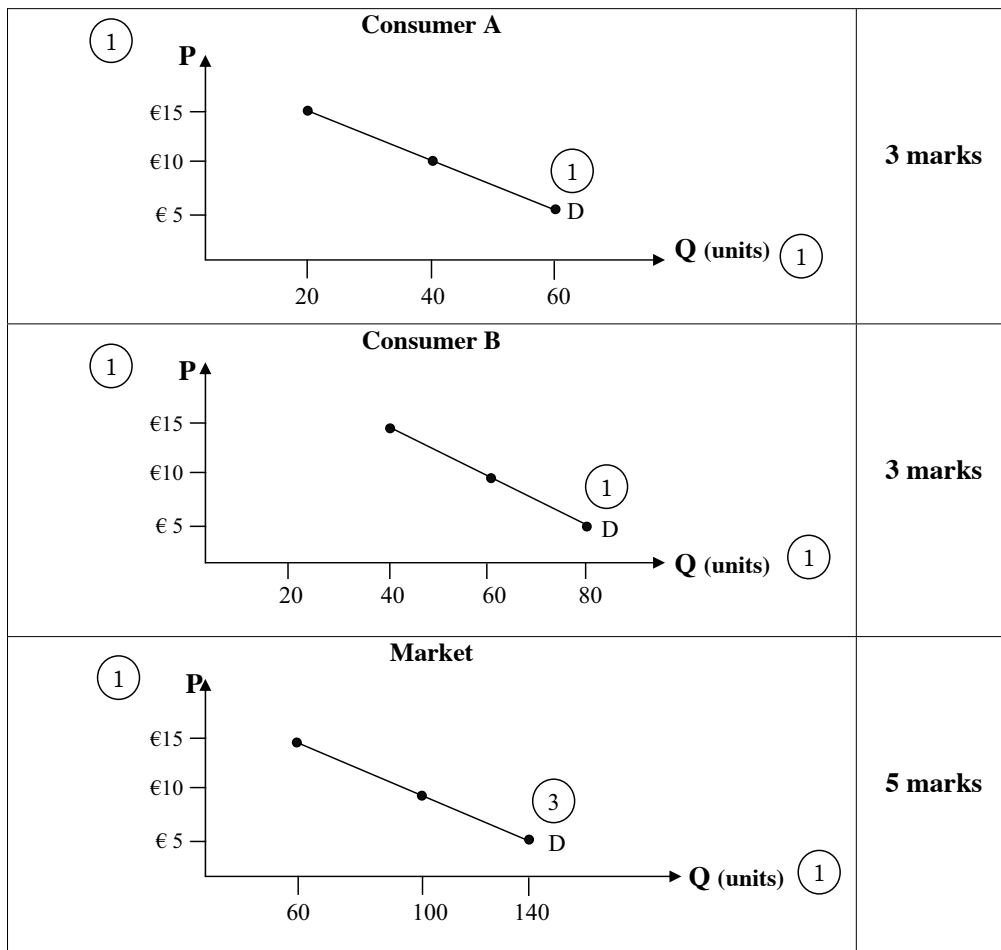 Consumer A
1
P
€15
€10
€ 5
1
D
Q (units)
1
20 40 60
3 marks
Consumer B
1
P
€15
€10
€ 5
1
D
Q (units)
1
20 40 60 80
3 marks
Market
1
P
€15
€10
€ 5
3
D
Q (units)
1
60 100 140
5 marks